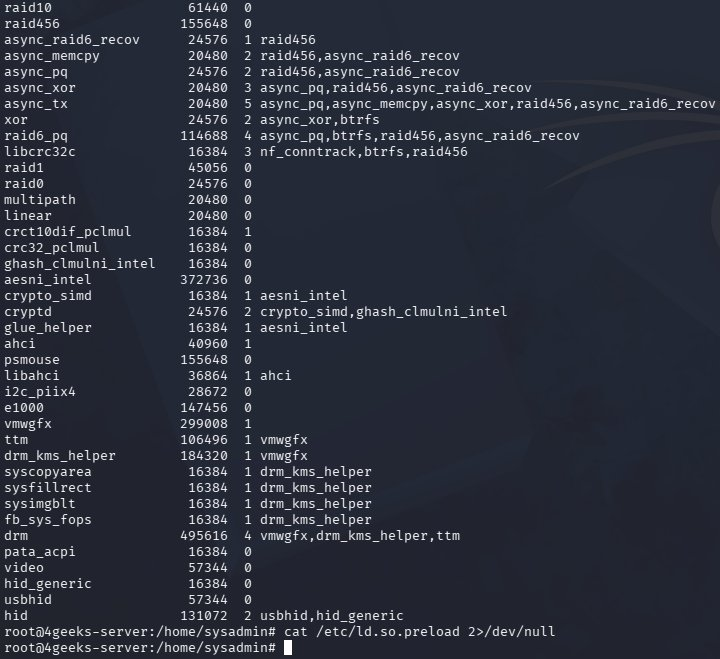 raid10 61440 0
raid456 155648 0
async_raid6_recov 24576 1 raid456
async_memcpy 20480 2 raid456,async_raid6_recov
async_pq 24576 2 raid456,async_raid6_recov
async_xor 20480 3 async_pq,raid456,async_raid6_recov
async_tx 20480 5 async_pq,async_memcpy,async_xor,raid456,async_raid6_recov
xor 24576 2 async_xor,btrfs
raid6_pq 114688 4 async_pq,btrfs,raid456,async_raid6_recov
libcrc32c 16384 3 nf_conntrack,btrfs,raid456
raid1 45056 0
raid0 24576 0
multipath 20480 0
linear 20480 0
crct10dif_pclmul 16384 1
crc32_pclmul 16384 0
ghash_clmulni_intel 16384 0
aesni_intel 372736 0
crypto_simd 16384 1 aesni_intel
cryptd 24576 2 crypto_simd,ghash_clmulni_intel
glue_helper 16384 1 aesni_intel
ahci 40960 1
psmouse 155648 0
libahci 36864 1 ahci
i2c_piix4 28672 0
e1000 147456 0
vmwgfx 299008 1
ttm 106496 1 vmwgfx
drm_kms_helper 184320 1 vmwgfx
syscopyarea 16384 1 drm_kms_helper
sysfillrect 16384 1 drm_kms_helper
sysimgblt 16384 1 drm_kms_helper
fb_sys_fops 16384 1 drm_kms_helper
drm 495616 4 vmwgfx,drm_kms_helper,ttm
pata_acpi 16384 0
video 57344 0
hid_generic 16384 0
usbhid 57344 0
hid 131072 2 usbhid,hid_generic
root@4geeks-server:/home/sysadmin# cat /etc/ld.so.preload 2>/dev/null
root@4geeks-server:/home/sysadmin#